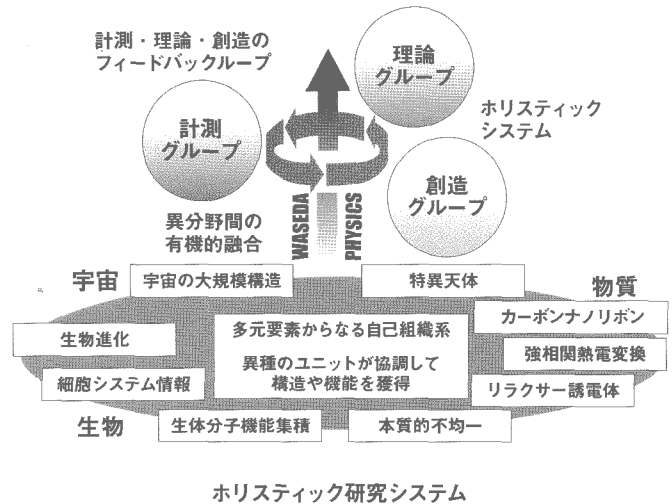 計測・理論・創造の
フィードバックループ
理論
グループ
計測
グループ
ホリスティック
システム
創造
グループ
異分野間の
有機的融合
WASEDA
PHYSICS
宇宙
宇宙の大規模構造
特異天体
物質
カーボンナノリボン
生物進化
多元要素からなる自己組織系
異種のユニットが協調して
構造や機能を獲得
強相関熱電変換
細胞システム情報
リラクサー誘電体
生物
生体分子機能集積
本質的不均一
ホリスティック研究システム